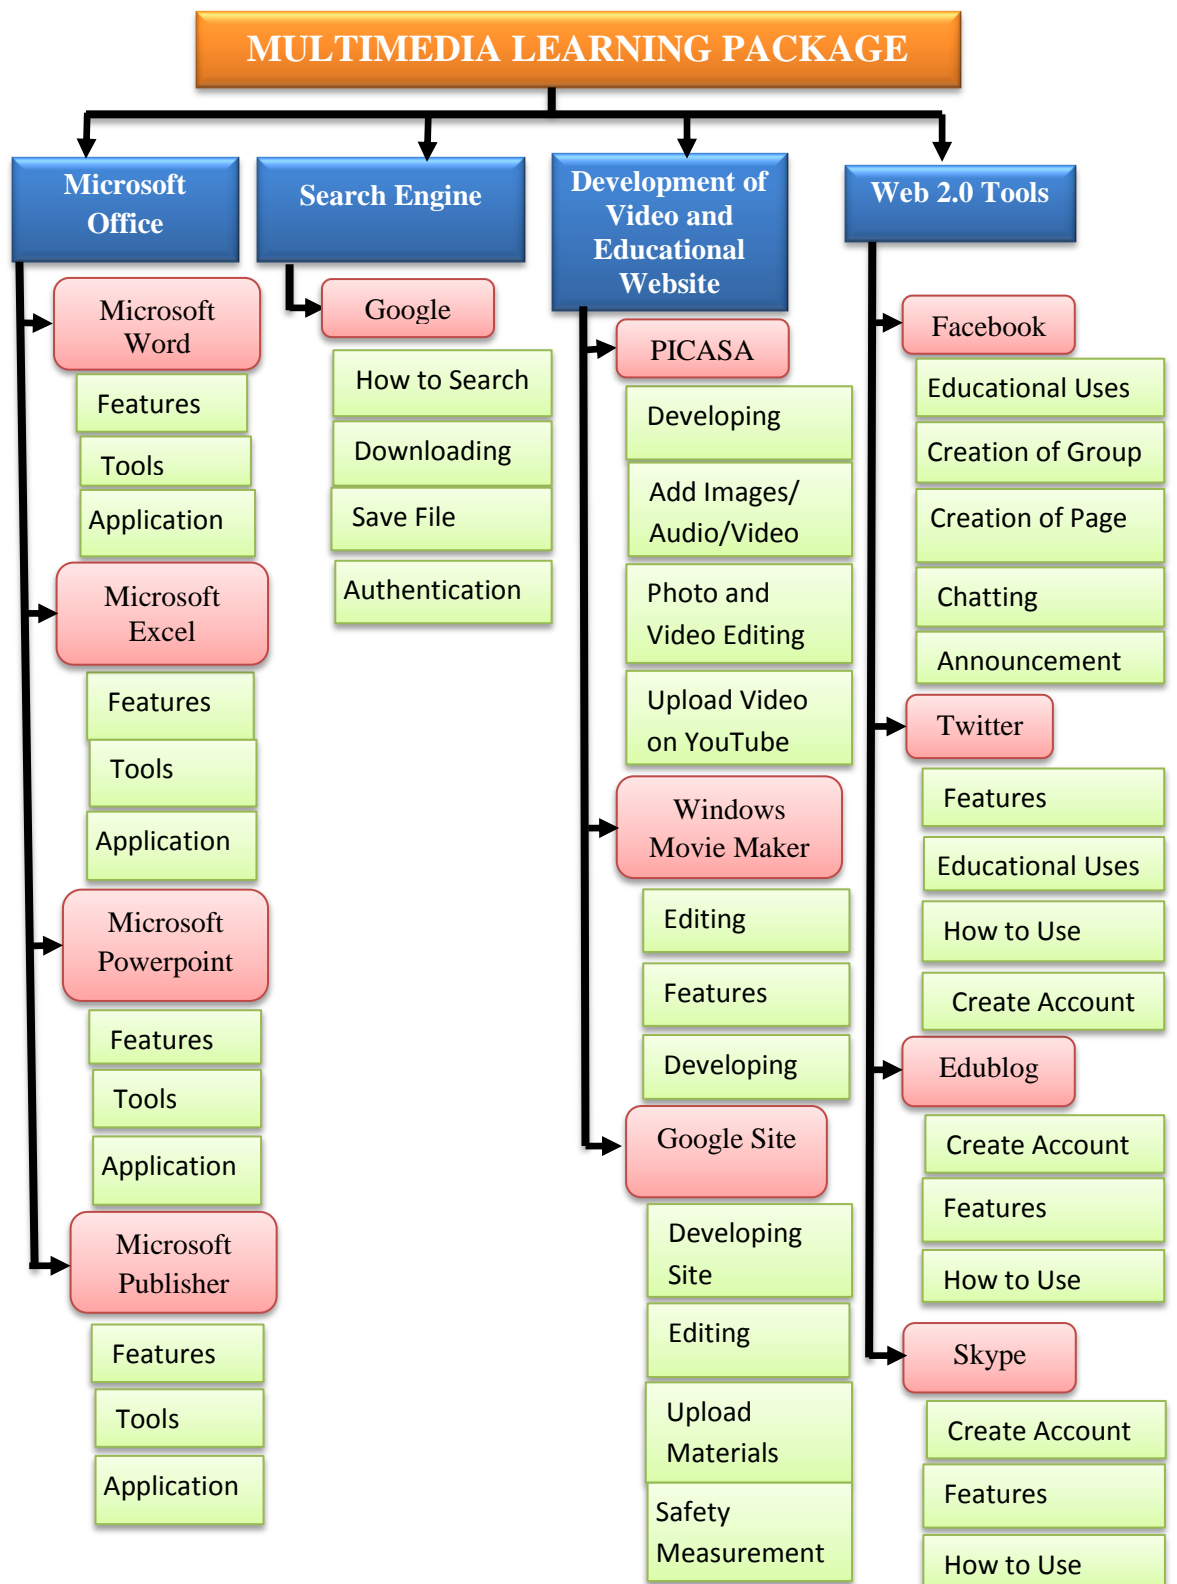 MULTIMEDIA LEARNING PACKAGE
Microsoft
Office
Microsoft
Word
Features
Tools
Application
Microsoft
Excel
Features
Tools
Application
Microsoft
Powerpoint
Features
Tools
Application
Microsoft
Publisher
Features
Tools
Application
Search Engine
Google
How to Search
Downloading
Save File
Authentication
Development of
Video and
Educational
Website
PICASA
Developing
Add Images/
Audio/Video
Photo and
Video Editing
Upload Video
on YouTube
Windows
Movie Maker
Editing
Features
Developing
Google Site
Developing
Site
Editing
Upload
Materials
Safety
Measurement
Web 2.0 Tools
Facebook
Educational Uses
Creation of Group
Creation of Page
Chatting
Announcement
Twitter
Features
Educational Uses
How to Use
Create Account
Edublog
Create Account
Features
How to Use
Skype
Create Account
Features
How to Use